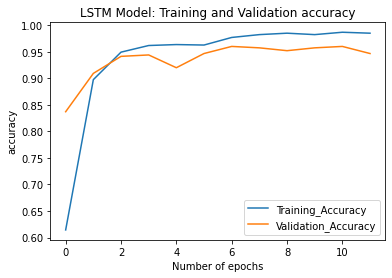 LSTM Model: Training and Validation accuracy
1.00
0.95
0.90
0.85
0.80
0.75
0.70
0.65
0.60
accuracy
Training_Accuracy
Validation_Accuracy
0 2 4 6 8 10
Number of epochs